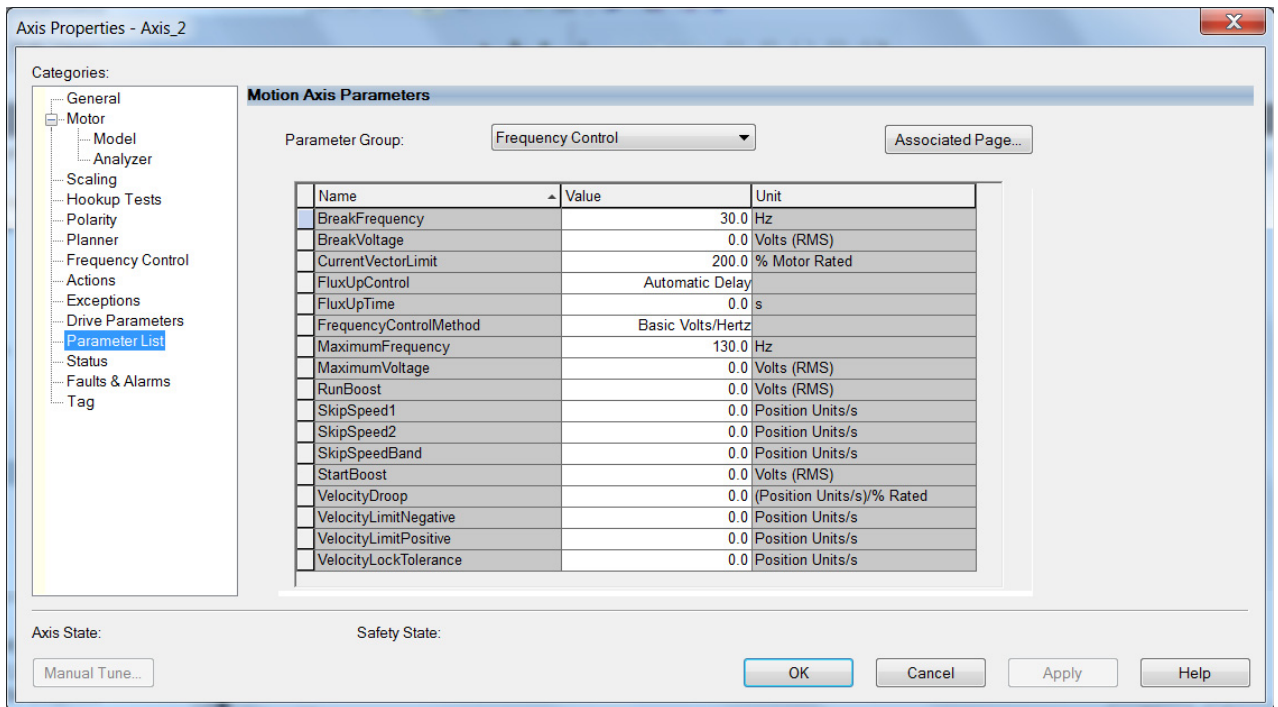 Axis Properties - Axis_2
X
Categories:
General
Motor
Model
Analyzer
Scaling
Hookup Tests
Polarity
Planner
Frequency Control
Actions
Exceptions
Drive Parameters
Parameter List
Status
Faults & Alarms
Tag
Motion Axis Parameters
Parameter Group: Frequency Control Associated Page...
Name Value Unit
BreakFrequency 30.0 Hz
BreakVoltage 0.0 Volts (RMS)
CurrentVectorLimit 200.0 % Motor Rated
FluxUpControl Automatic Delay
FluxUpTime 0.0 s
FrequencyControlMethod Basic Volts/Hertz
MaximumFrequency 130.0 Hz
MaximumVoltage 0.0 Volts (RMS)
RunBoost 0.0 Volts (RMS)
SkipSpeed1 0.0 Position Units/s
SkipSpeed2 0.0 Position Units/s
SkipSpeedBand 0.0 Position Units/s
StartBoost 0.0 Volts (RMS)
VelocityDroop 0.0 (Position Units/s)/% Rated
VelocityLimitNegative 0.0 Position Units/s
VelocityLimitPositive 0.0 Position Units/s
VelocityLockTolerance 0.0 Position Units/s
Axis State: Safety State:
Manual Tune... OK Cancel Apply Help